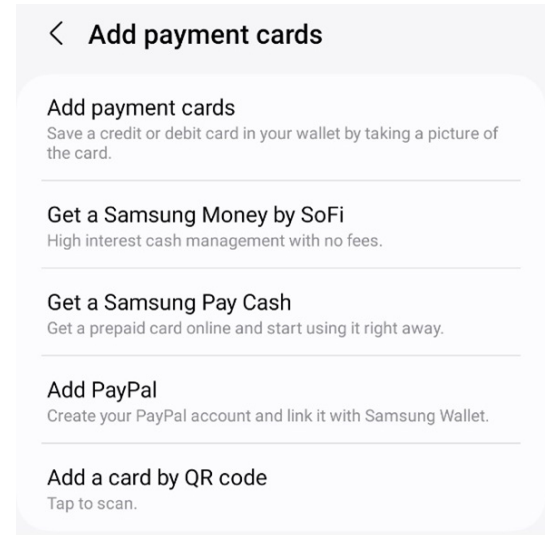 Add payment cards
Add payment cards
Save a credit or debit card in your wallet by taking a picture of
the card.
Get a Samsung Money by SoFi
High interest cash management with no fees.
Get a Samsung Pay Cash
Get a prepaid card online and start using it right away.
Add PayPal
Create your PayPal account and link it with Samsung Wallet.
Add a card by QR code
Tap to scan.